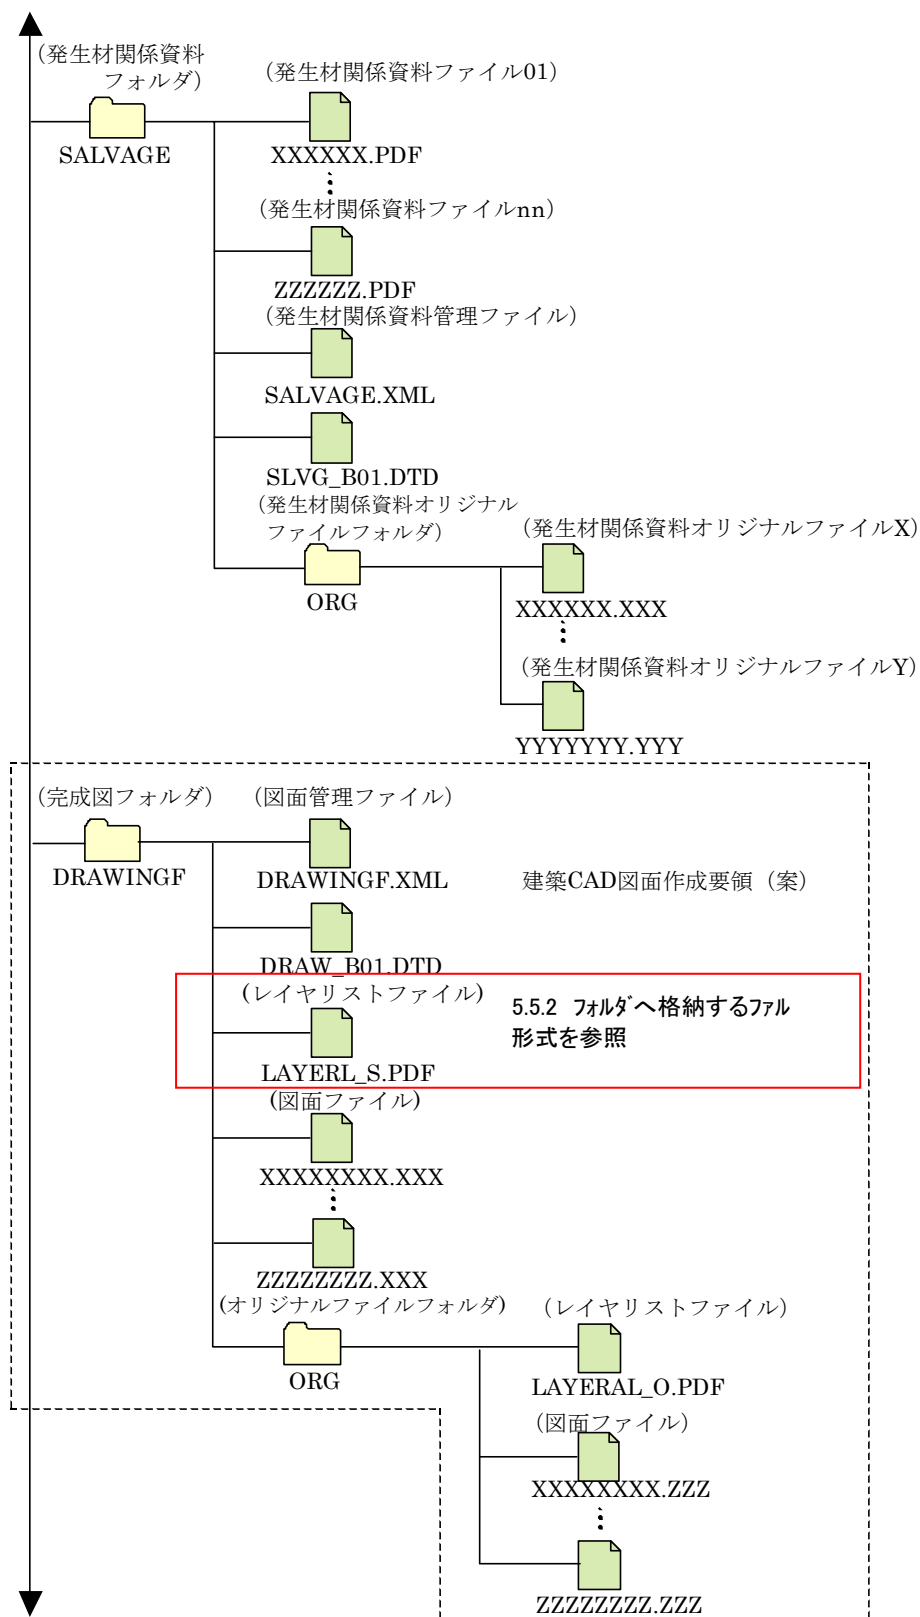 (発生材関係資料
フォルダ)
(発生材関係資料ファイル01)
SALVAGE
XXXXXX.PDF
(発生材関係資料ファイルnn)
ZZZZZZ.PDF
(発生材関係資料管理ファイル)
SALVAGE.XML
SLVG_B01.DTD
(発生材関係資料オリジナル
ファイルフォルダ)
(発生材関係資料オリジナルファイルX)
ORG
XXXXXX.XXX
(発生材関係資料オリジナルファイルY)
YYYYYYY.YYY
(完成図フォルダ)
(図面管理ファイル)
DRAWINGF
DRAWINGF.XML
建築CAD図面作成要領（案）
DRAW_B01.DTD
(レイヤリストファイル)
5.5.2 フォルダへ格納するファル
形式を参照
LAYERL_S.PDF
(図面ファイル)
XXXXXXXX.XXX
ZZZZZZZZ.XXX
(オリジナルファイルフォルダ)
(レイヤリストファイル)
ORG
LAYERAL_O.PDF
(図面ファイル)
XXXXXXXX.ZZZ
ZZZZZZZZ.ZZZ